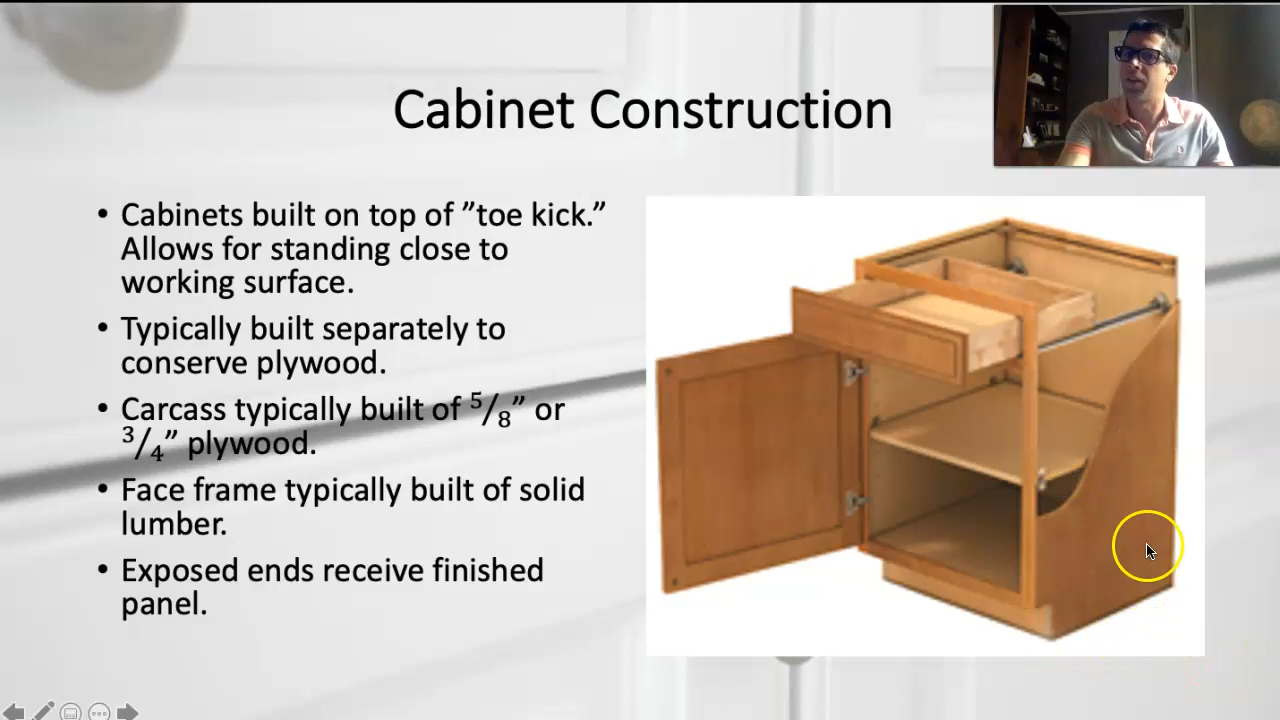 Cabinet Construction
• Cabinets built on top of ”toe kick.”
Allows for standing close to
working surface.
• Typically built separately to
conserve plywood.
• Carcass typically built of 5/8” or
3/4” plywood.
• Face frame typically built of solid
lumber.
• Exposed ends receive finished
panel.